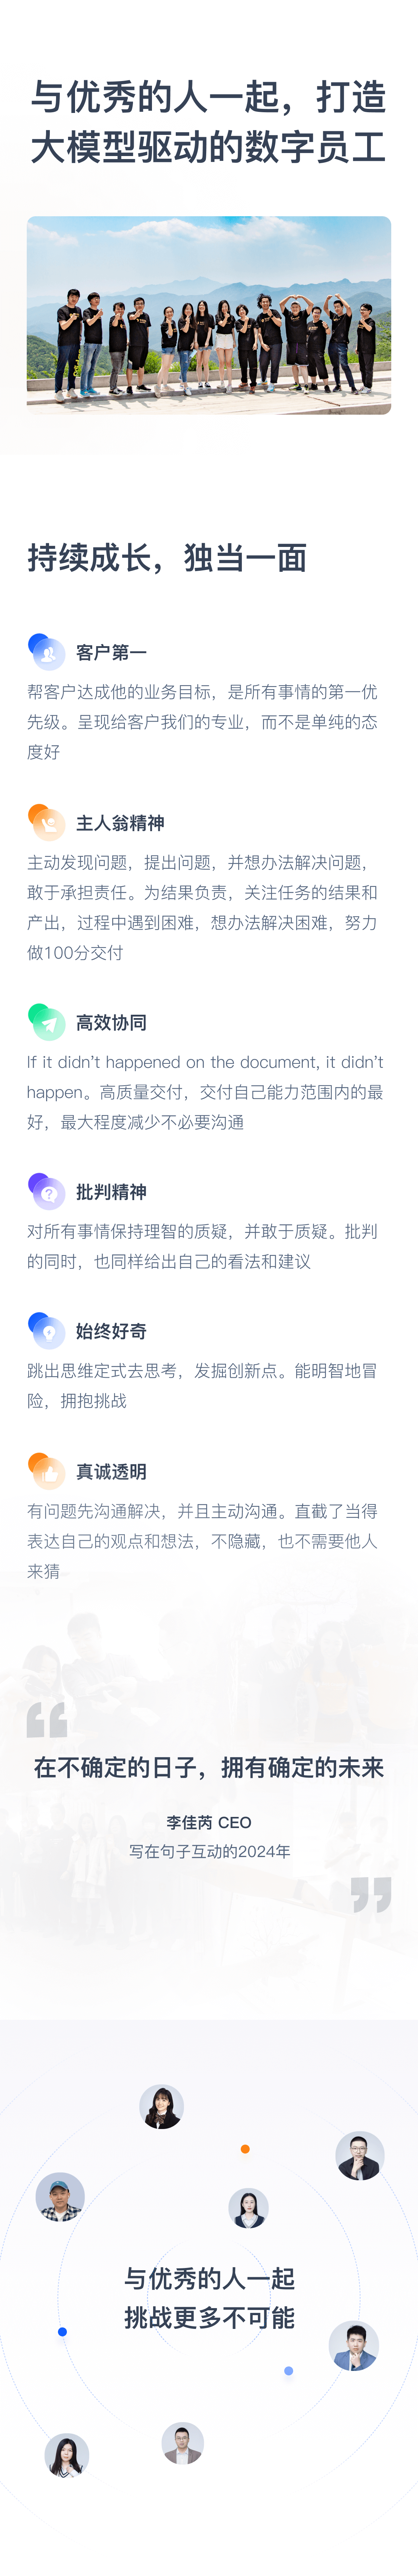 与优秀的人一起，打造
大模型驱动的数字员工
持续成长，独当一面
客户第一
帮客户达成他的业务目标，是所有事情的第一优
先级。呈现给客户我们的专业，而不是单纯的态
度好
主人翁精神
主动发现问题，提出问题，并想办法解决问题，
敢于承担责任。为结果负责，关注任务的结果和
产出，过程中遇到困难，想办法解决困难，努力
做100分交付
高效协同
If it didn’t happened on the document, it didn’t
happen。高质量交付，交付自己能力范围内的最
好，最大程度减少不必要沟通
批判精神
对所有事情保持理智的质疑，并敢于质疑。批判
的同时，也同样给出自己的看法和建议
始终好奇
跳出思维定式去思考，发掘创新点。能明智地冒
险，拥抱挑战
真诚透明
有问题先沟通解决，并且主动沟通。直截了当得
表达自己的观点和想法，不隐藏，也不需要他人
来猜
在不确定的日子，拥有确定的未来
李佳芮 CEO
写在句子互动的2024年
与优秀的人一起
挑战更多不可能